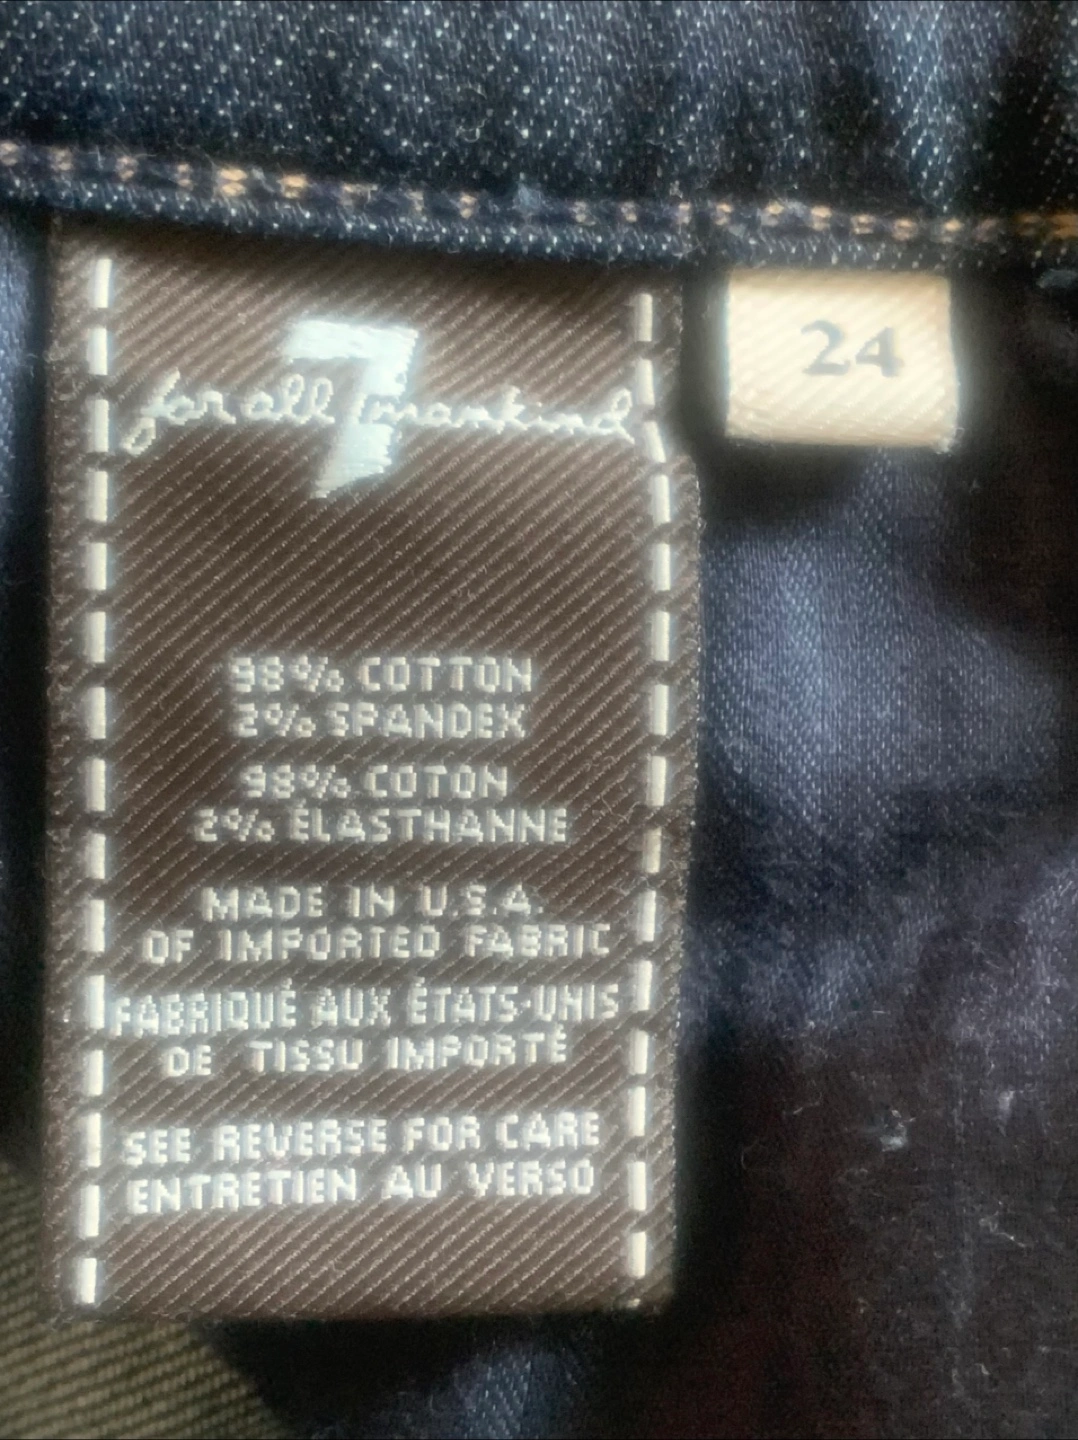 7
for all mankind
24
98% COTTON
2% SPANDEX
98% COTON
2% ÉLASTHANNE
MADE IN U.S.A.
OF IMPORTED FABRIC
FABRIQUÉ AUX ÉTATS-UNIS
DE TISSU IMPORTÉ
SEE REVERSE FOR CARE
ENTRETIEN AU VERSO